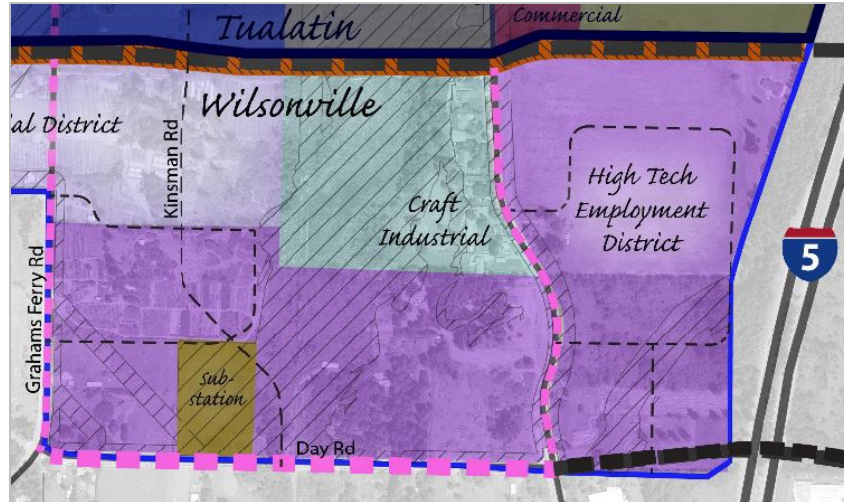 Commercial
Tualatin
Wilsonville
ial District
Kinsman Rd
High Tech
Employment
District
Craft
Industrial
5
Grahams Ferry Rd
Sub-
station
Day Rd